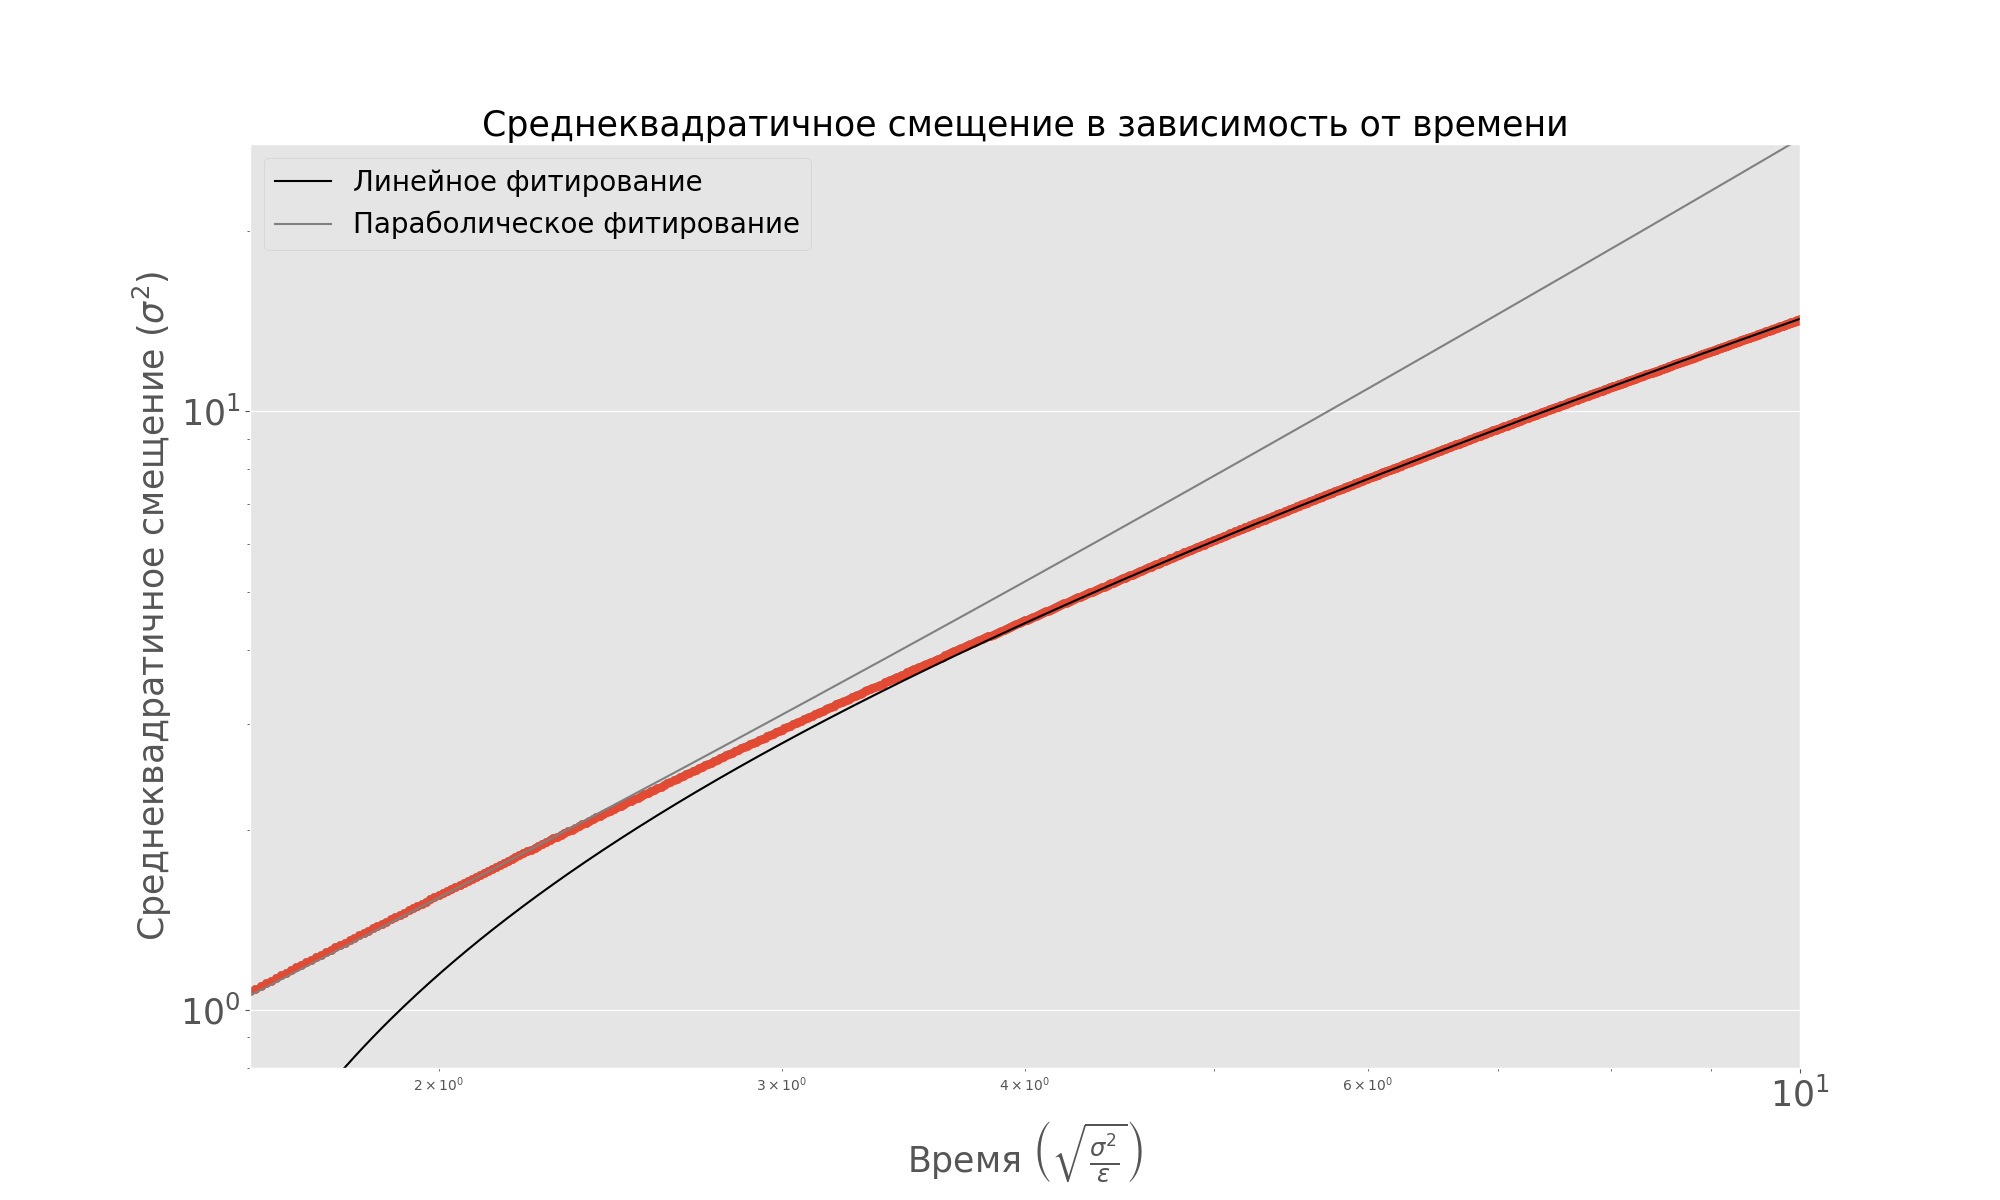 Среднеквадратичное смещение в зависимость от времени
Линейное фитирование
Параболическое фитирование
Среднеквадратичное смещение (σ²)
10¹
10⁰
2 × 10⁰
3 × 10⁰
4 × 10⁰
6 × 10⁰
10¹
Время (√(σ²/ε))